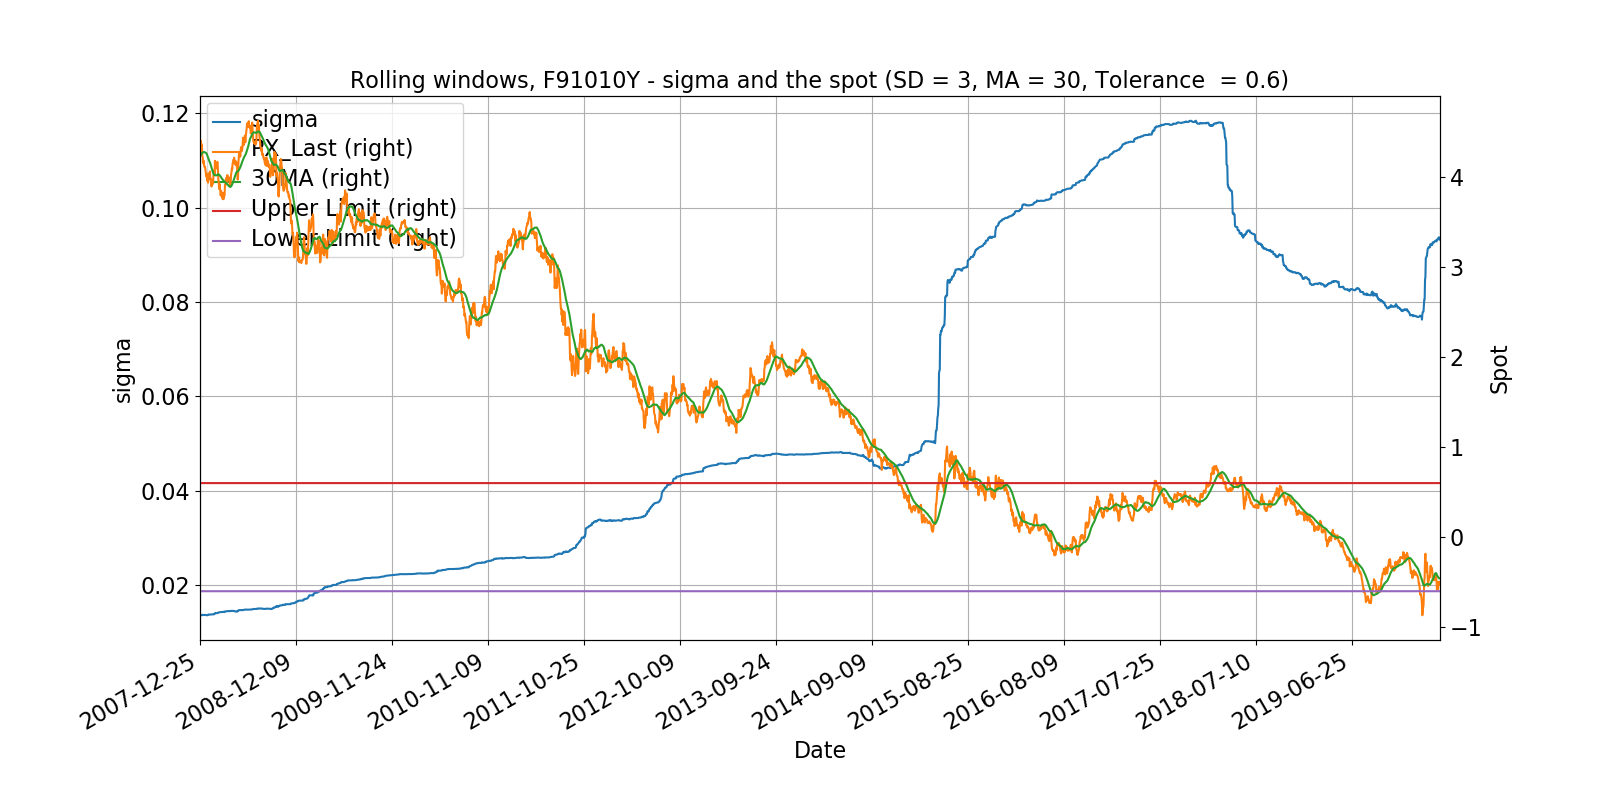 Rolling windows, F91010Y - sigma and the spot (SD = 3, MA = 30, Tolerance  = 0.6)
sigma
PX_Last (right)
30MA (right)
Upper Limit (right)
Lower Limit (right)
0.12
0.10
0.08
0.06
0.04
0.02
sigma
4
3
2
1
0
−1
Spot
2007-12-25
2008-12-09
2009-11-24
2010-11-09
2011-10-25
2012-10-09
2013-09-24
2014-09-09
2015-08-25
2016-08-09
2017-07-25
2018-07-10
2019-06-25
Date